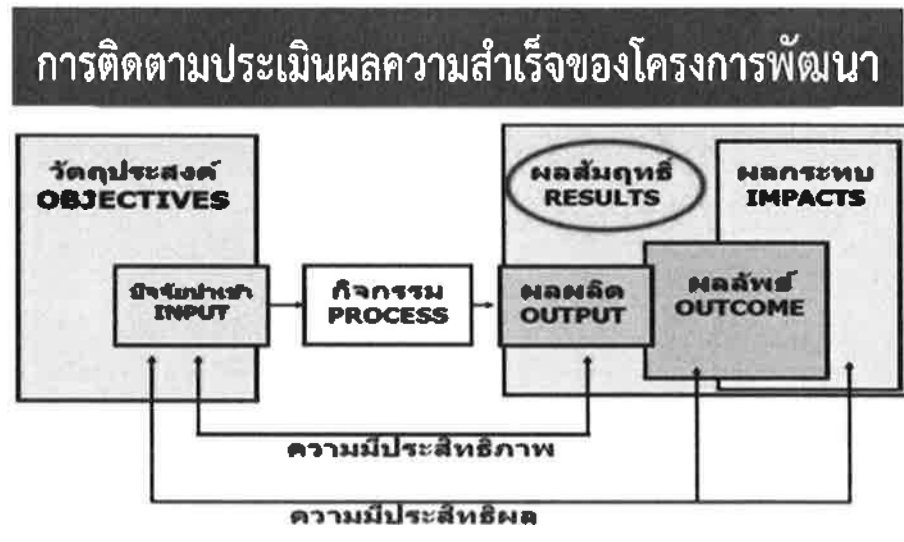 การติดตามประเมินผลความสำเร็จของโครงการพัฒนา
วัตถุประสงค์
OBJECTIVES
ผลสัมฤทธิ์
RESULTS
ผลกระทบ
IMPACTS
ปัจจัยนำเข้า
INPUT
กิจกรรม
PROCESS
ผลผลิต
OUTPUT
ผลลัพธ์
OUTCOME
ความมีประสิทธิภาพ
ความมีประสิทธิผล